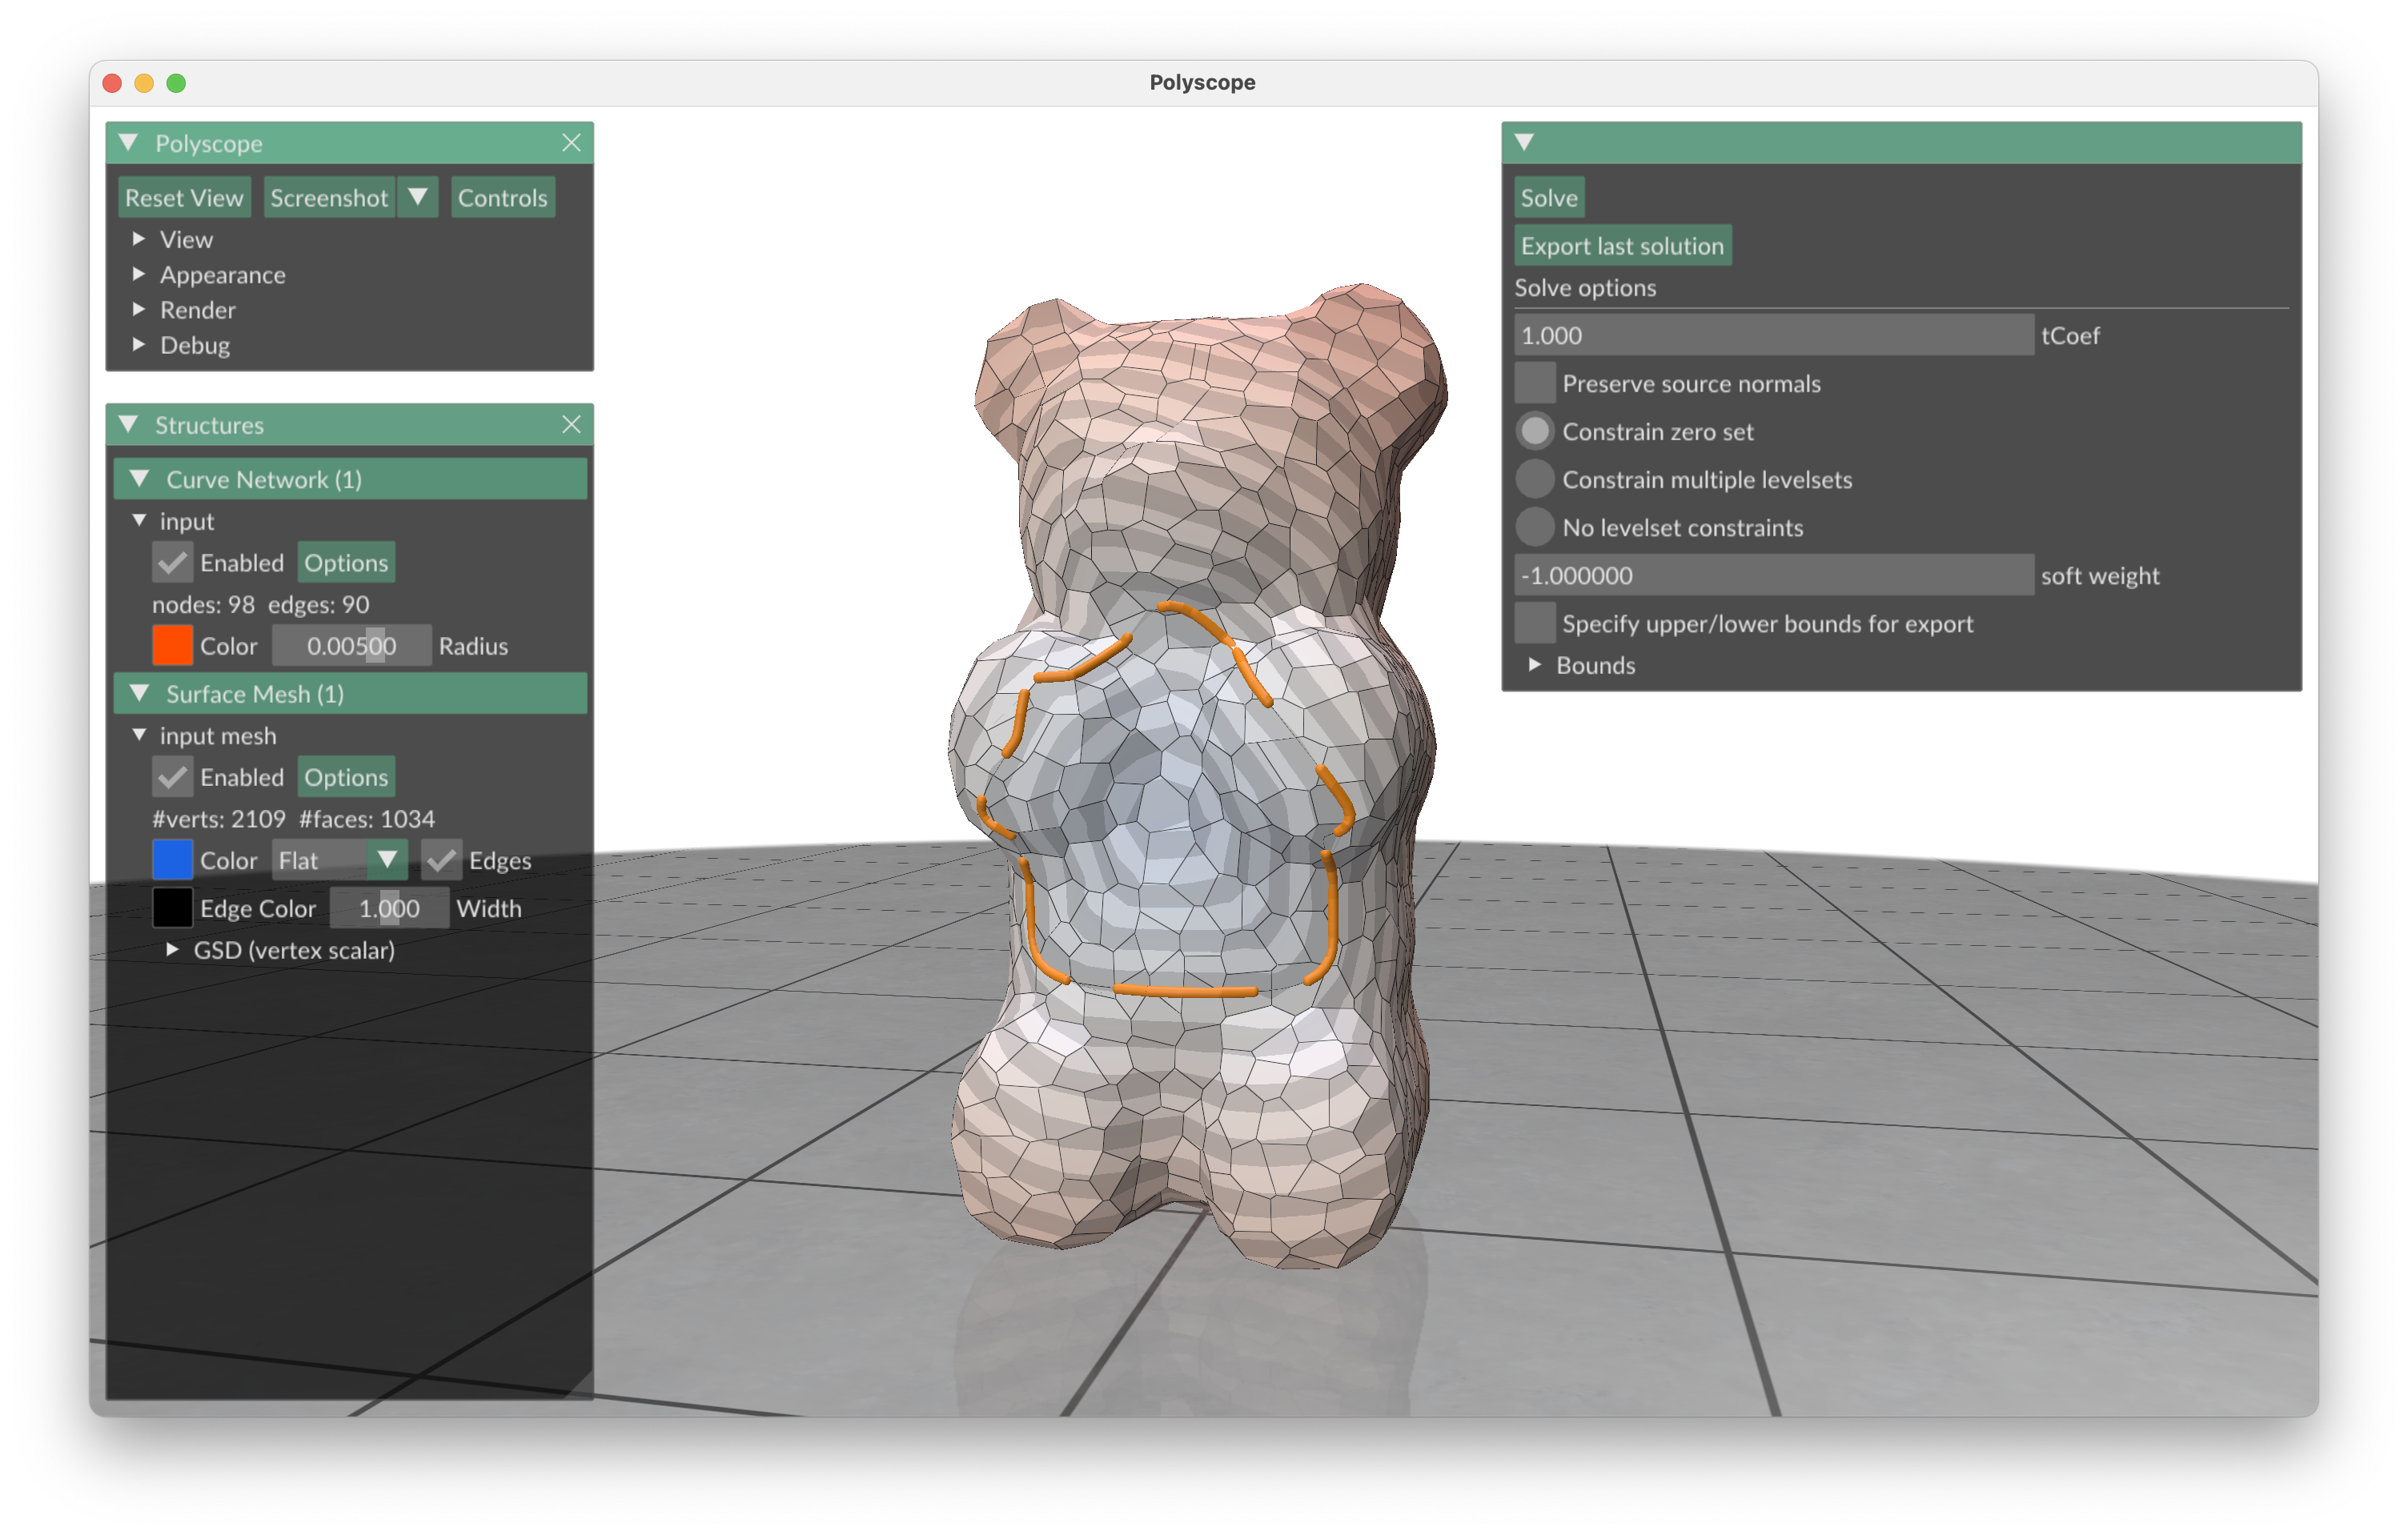 Polyscope
Polyscope
Reset View Screenshot Controls
View
Appearance
Render
Debug
Structures
Curve Network (1)
input
Enabled Options
nodes: 98 edges: 90
Color 0.00500 Radius
Surface Mesh (1)
input mesh
Enabled Options
#verts: 2109 #faces: 1034
Color Flat Edges
Edge Color 1.000 Width
GSD (vertex scalar)
Solve
Export last solution
Solve options
1.000 tCoef
Preserve source normals
Constrain zero set
Constrain multiple levelsets
No levelset constraints
-1.000000 soft weight
Specify upper/lower bounds for export
Bounds